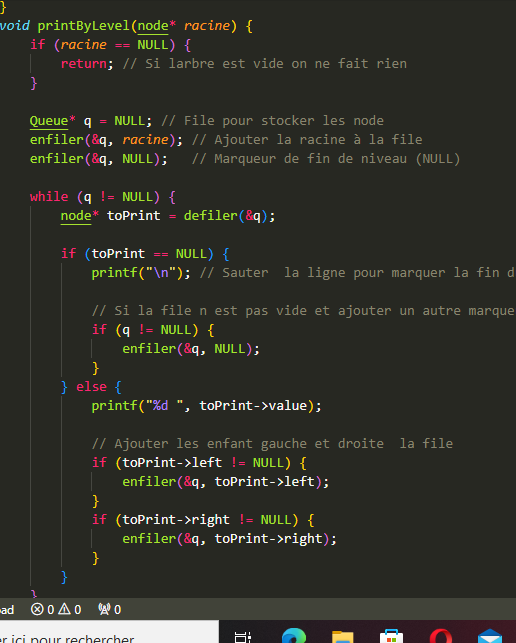 }
void printByLevel(node* racine) {
if (racine == NULL) {
return; // Si larbre est vide on ne fait rien
}
Queue* q = NULL; // File pour stocker les node
enfiler(&q, racine); // Ajouter la racine à la file
enfiler(&q, NULL);   // Marqueur de fin de niveau (NULL)
while (q != NULL) {
node* toPrint = defiler(&q);
if (toPrint == NULL) {
printf("\n"); // Sauter  la ligne pour marquer la fin d
// Si la file n est pas vide et ajouter un autre marque
if (q != NULL) {
enfiler(&q, NULL);
}
} else {
printf("%d ", toPrint->value);
// Ajouter les enfant gauche et droite  la file
if (toPrint->left != NULL) {
enfiler(&q, toPrint->left);
}
if (toPrint->right != NULL) {
enfiler(&q, toPrint->right);
}
}
}
ad 0 0 0
er ici pour rechercher